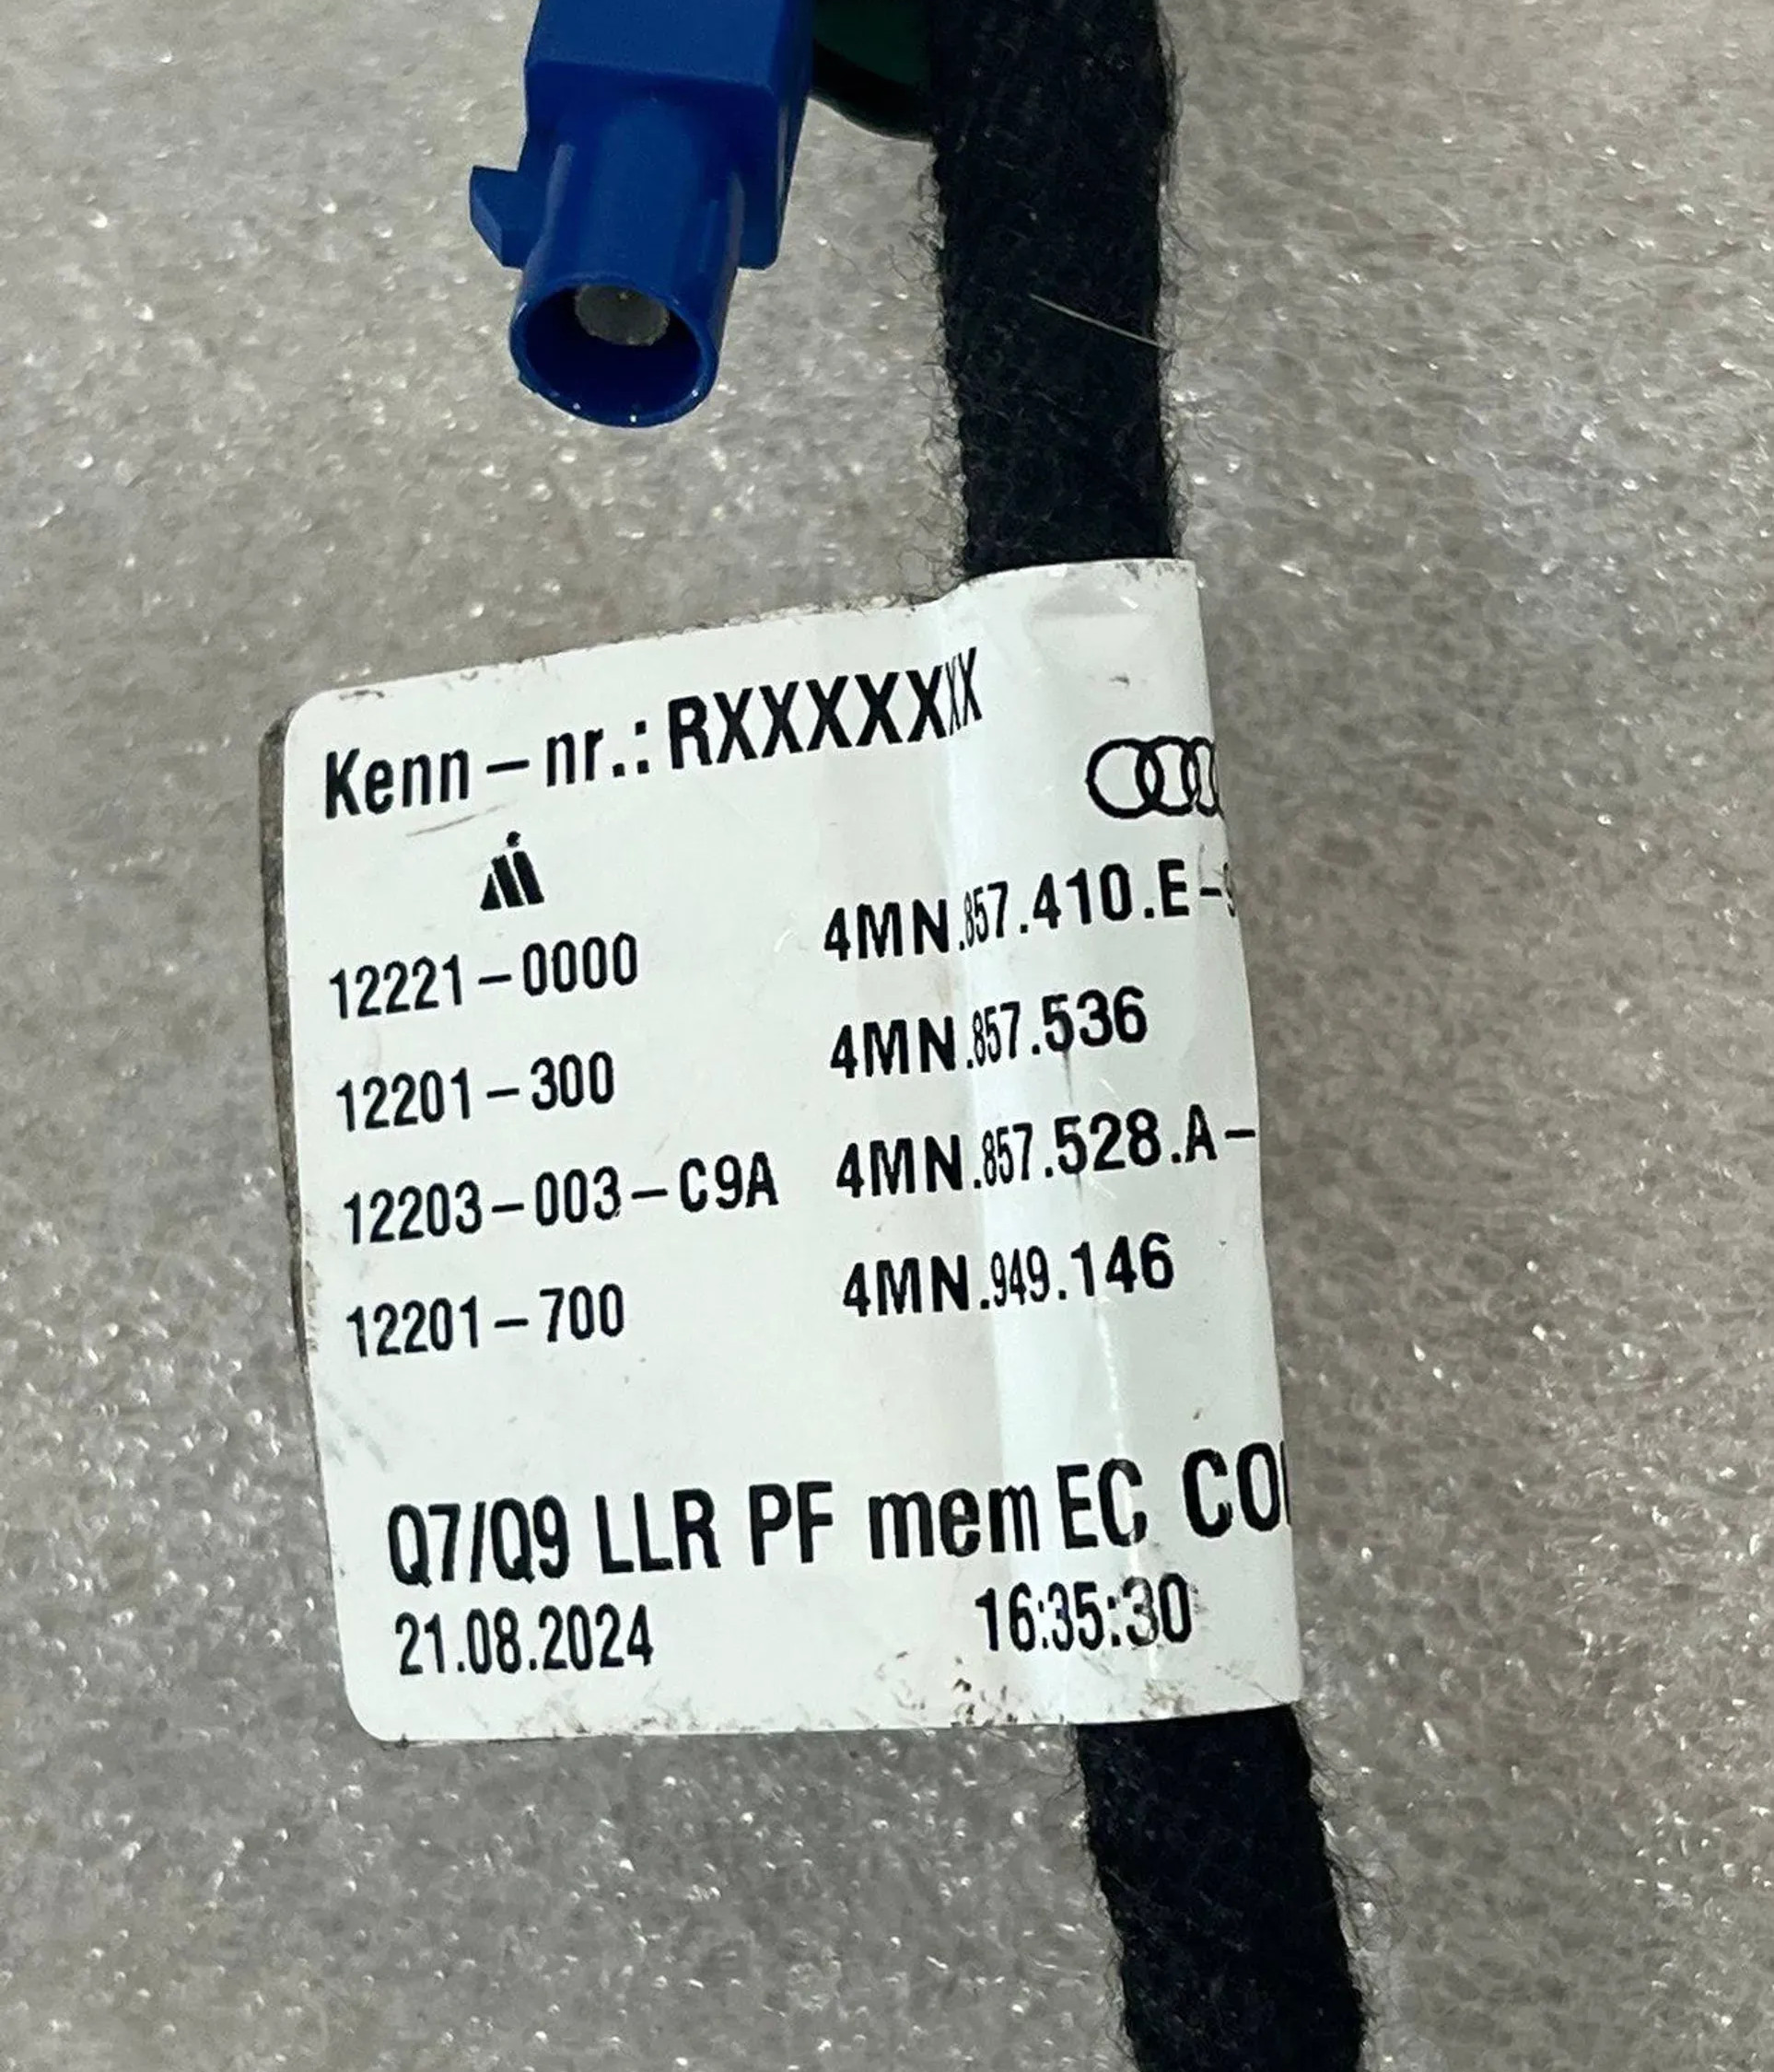 Kenn-nr.: RXXXXXXX
12221-0000 4MN.857.410.E-
12201-300 4MN.857.536
12203-003-C9A 4MN.857.528.A-
12201-700 4MN.949.146
Q7/Q9 LLR PF mem EC
21.08.2024 16:35:30